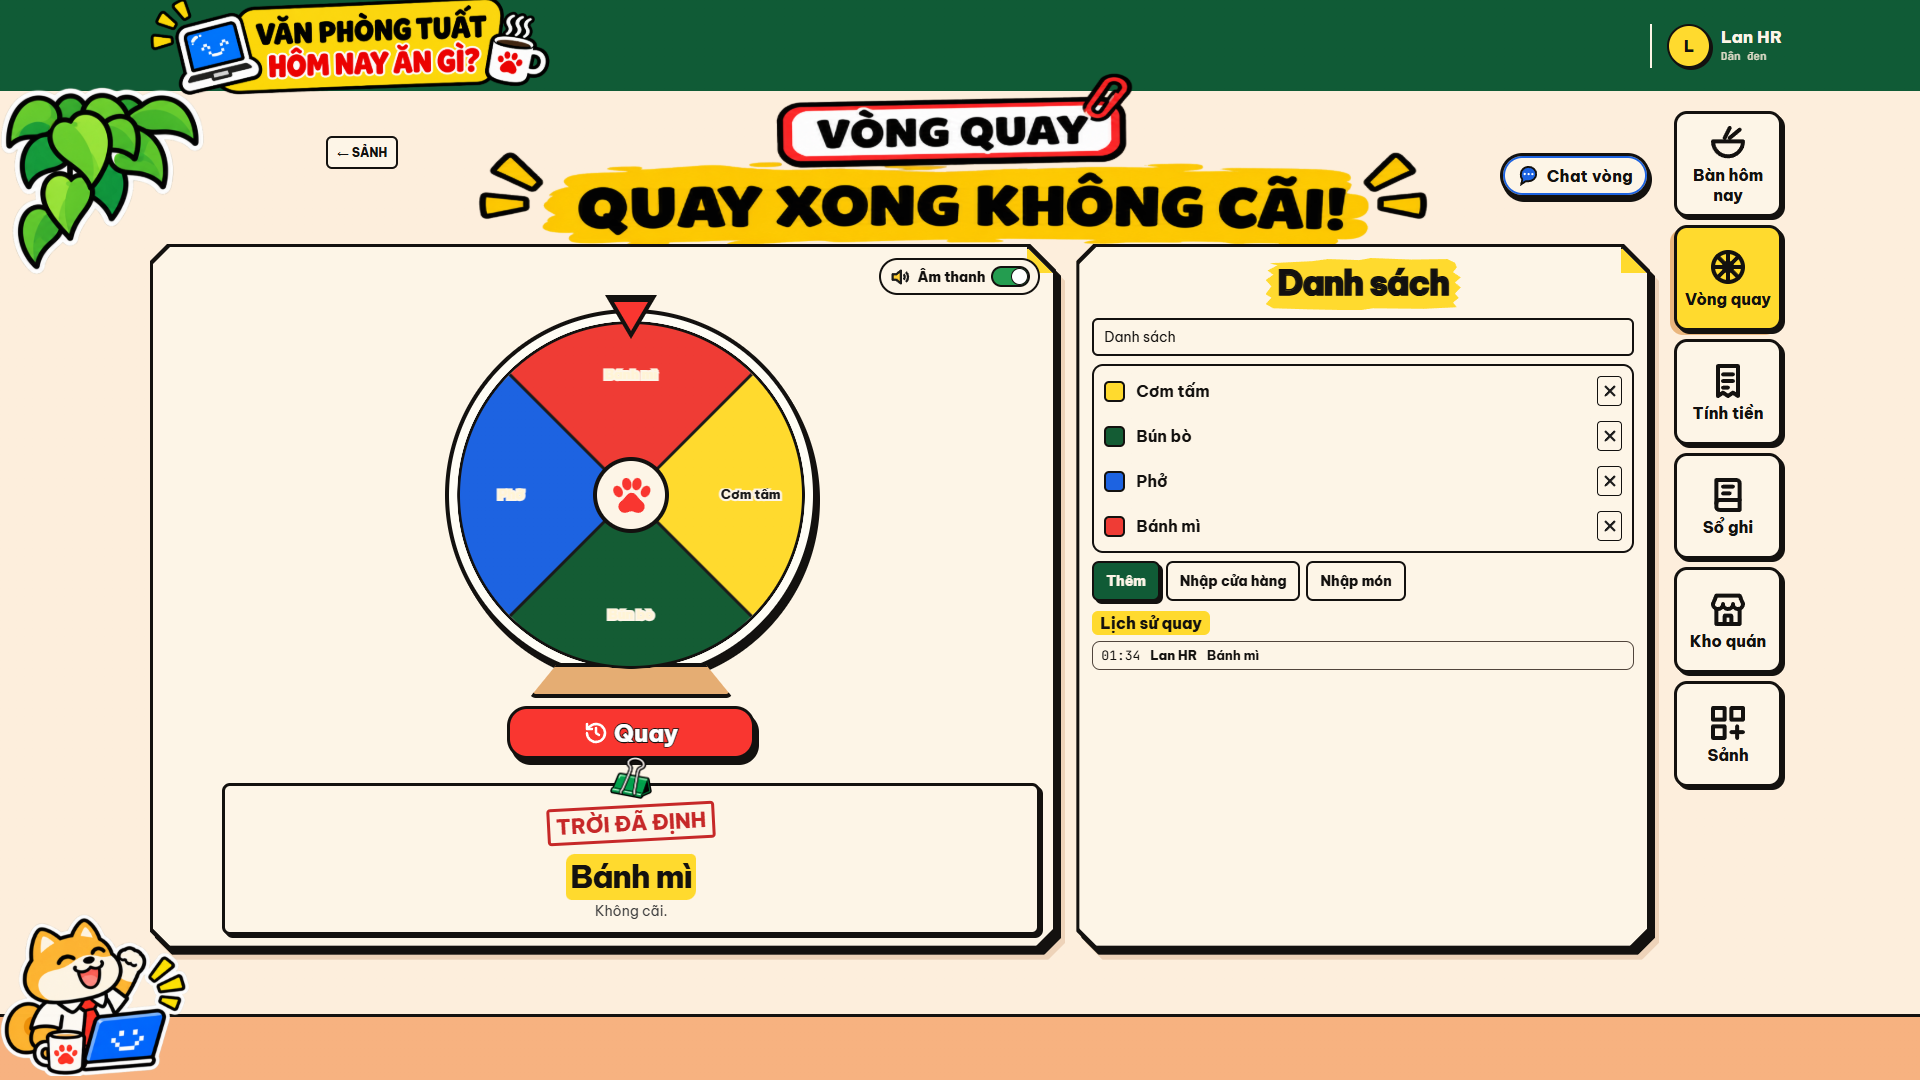 VĂN PHÒNG TUẤT
HÔM NAY ĂN GÌ?
L
Lan HR
Dân đen
← SẢNH
VÒNG QUAY
QUAY XONG KHÔNG CÃI!
Chat vòng
Âm thanh
Cơm tấm
Quay
TRỜI ĐÃ ĐỊNH
Bánh mì
Không cãi.
Danh sách
Danh sách
Cơm tấm
Bún bò
Phở
Bánh mì
Thêm
Nhập cửa hàng
Nhập món
Lịch sử quay
01:34 Lan HR Bánh mì
Bàn hôm
nay
Vòng quay
Tính tiền
Sổ ghi
Kho quán
Sảnh